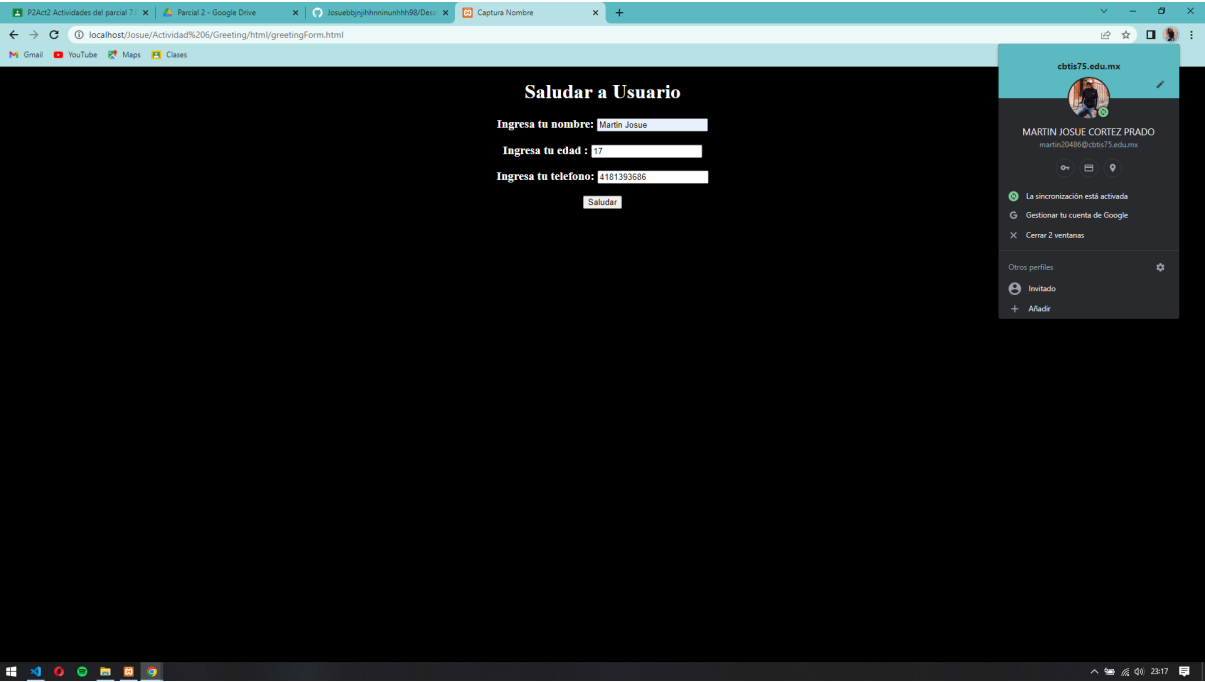 P2Act2 Actividades del parcial 7.
Parcial 2 - Google Drive
Josuebbjnjihhnninunhhh98/Desa
Captura Nombre
localhost/Josue/Actividad%206/Greeting/html/greetingForm.html
Gmail
YouTube
Maps
Clases
Saludar a Usuario
Ingresa tu nombre: Martin Josue
Ingresa tu edad : 17
Ingresa tu telefono: 4181393686
Saludar
cbtis75.edu.mx
MARTIN JOSUE CORTEZ PRADO
martin20486@cbtis75.edu.mx
La sincronización está activada
Gestionar tu cuenta de Google
Cerrar 2 ventanas
Otros perfiles
Invitado
Añadir
23:17